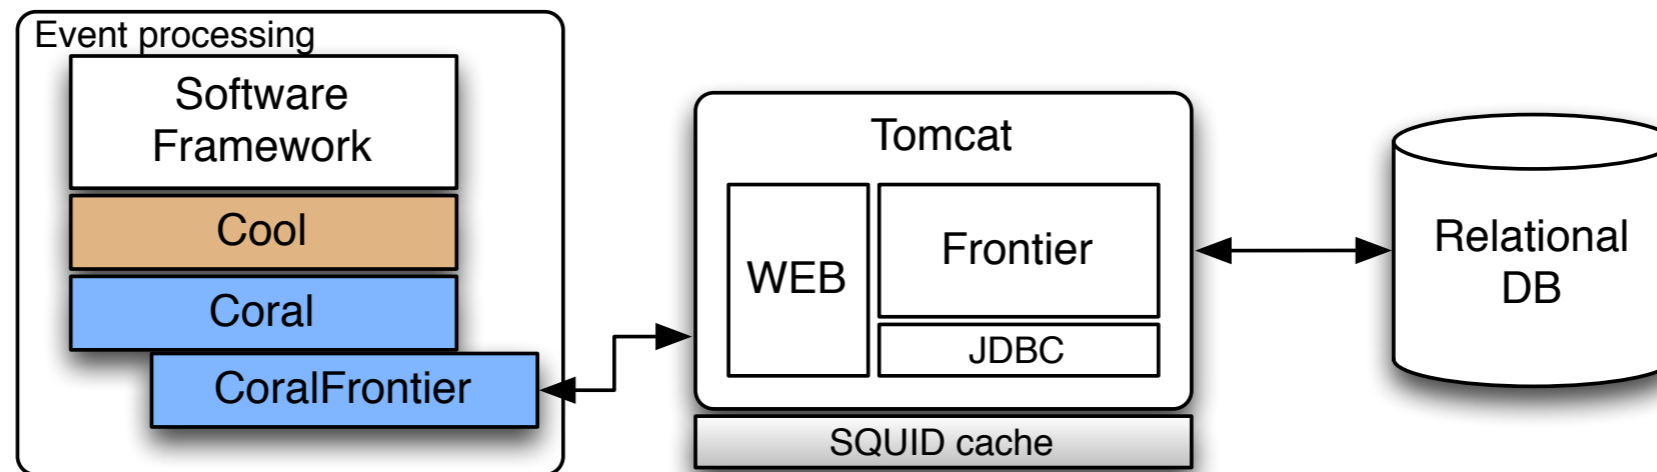 Event processing
Software
Framework
Cool
Coral
CoralFrontier
Tomcat
WEB
Frontier
JDBC
SQUID cache
Relational
DB